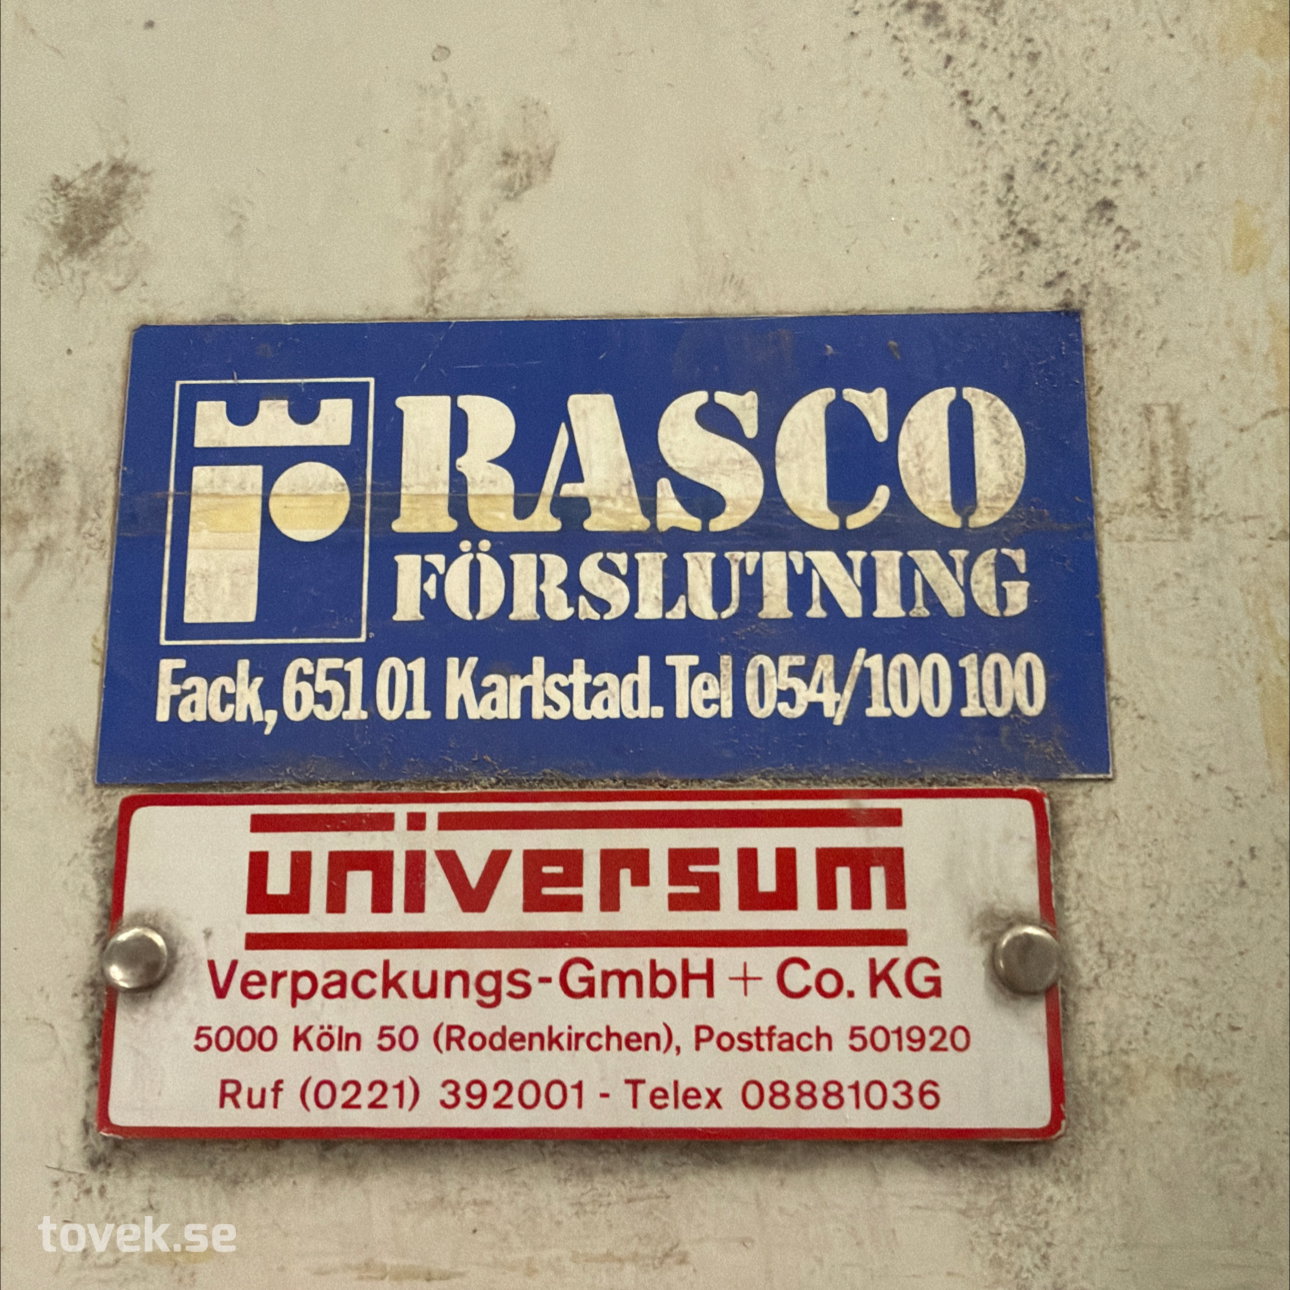 RASCO
FÖRSLUTNING
Fack, 651 01 Karlstad. Tel 054/100 100
universum
Verpackungs-GmbH + Co. KG
5000 Köln 50 (Rodenkirchen), Postfach 501920
Ruf (0221) 392001 - Telex 08881036
tovek.se